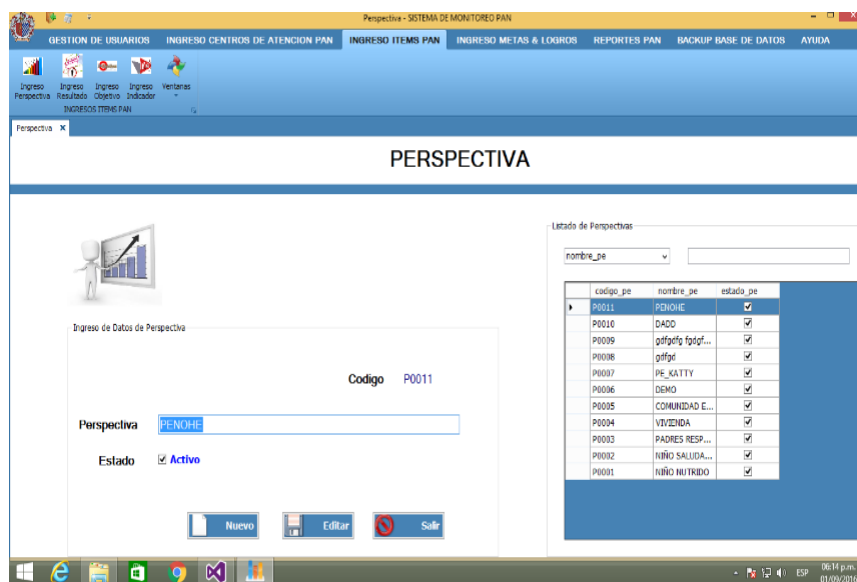 Perspectiva - SISTEMA DE MONITOREO PAN
GESTION DE USUARIOS INGRESO CENTROS DE ATENCION PAN INGRESO ITEMS PAN INGRESO METAS & LOGROS REPORTES PAN BACKUP BASE DE DATOS AYUDA
Ingreso Perspectiva
Ingreso Resultado
Ingreso Objetivo
Ingreso Indicador
Ventanas
INGRESOS ITEMS PAN
Perspectiva X
PERSPECTIVA
Ingreso de Datos de Perspectiva
Codigo P0011
Perspectiva PENOHE
Estado Activo
Nuevo Editar Salir
Listado de Perspectivas
nombre_pe
codigo_pe nombre_pe estado_pe
P0011 PENOHE
P0010 DADD
P0009 gdfgdfg fgdgf...
P0008 gdfgd
P0007 PE_KATTY
P0006 DEMO
P0005 COMUNIDAD E...
P0004 VIVIENDA
P0003 PADRES RESP...
P0002 NIÑO SALUDA...
P0001 NIÑO NUTRIDO
ESP
06:14 p.m.